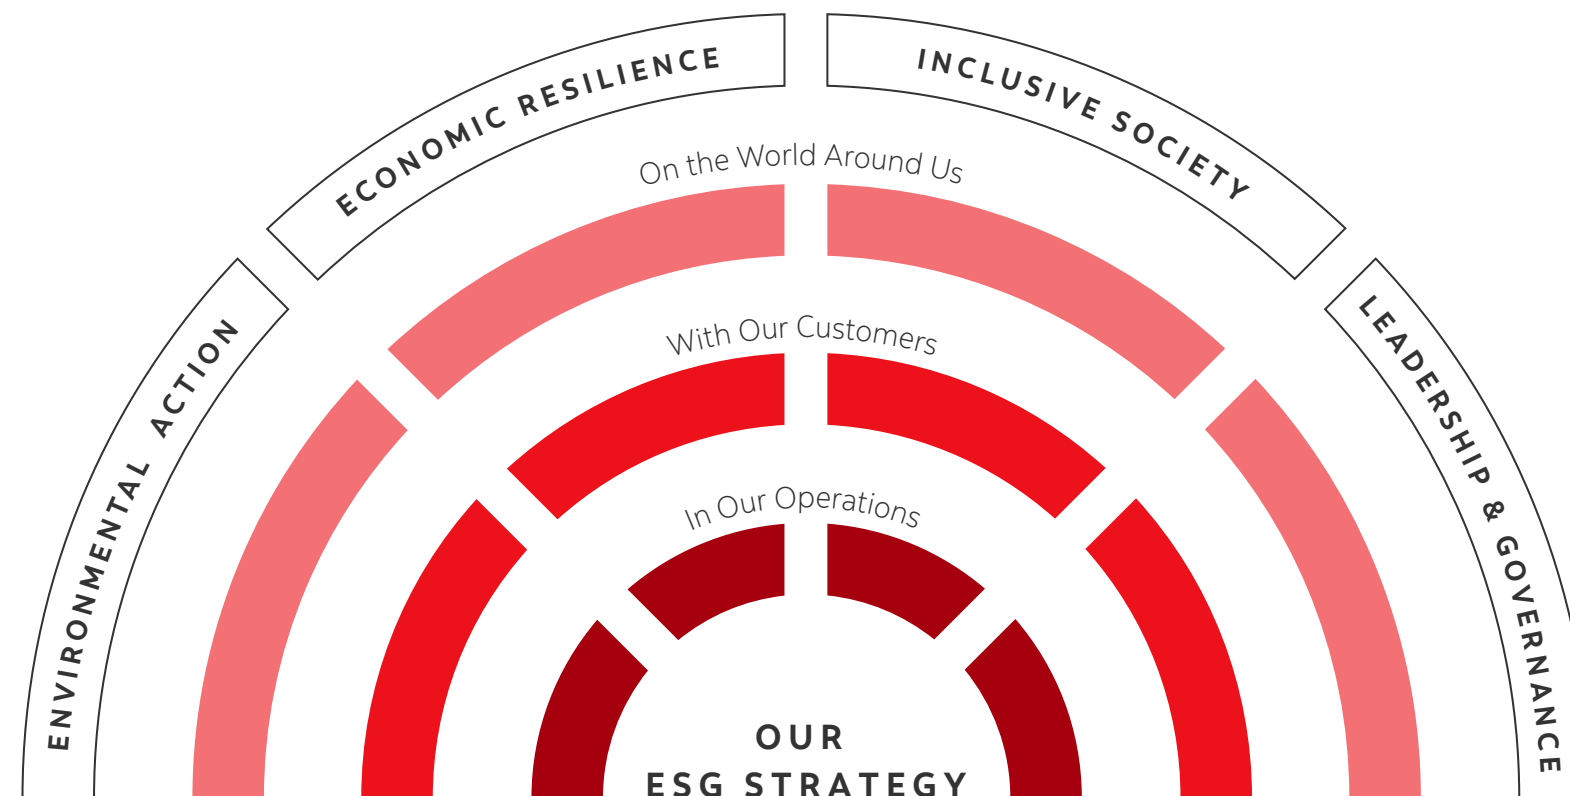 ENVIRONMENTAL ACTION
ECONOMIC RESILIENCE
INCLUSIVE SOCIETY
LEADERSHIP & GOVERNANCE
On the World Around Us
With Our Customers
In Our Operations
OUR
ESG STRATEGY